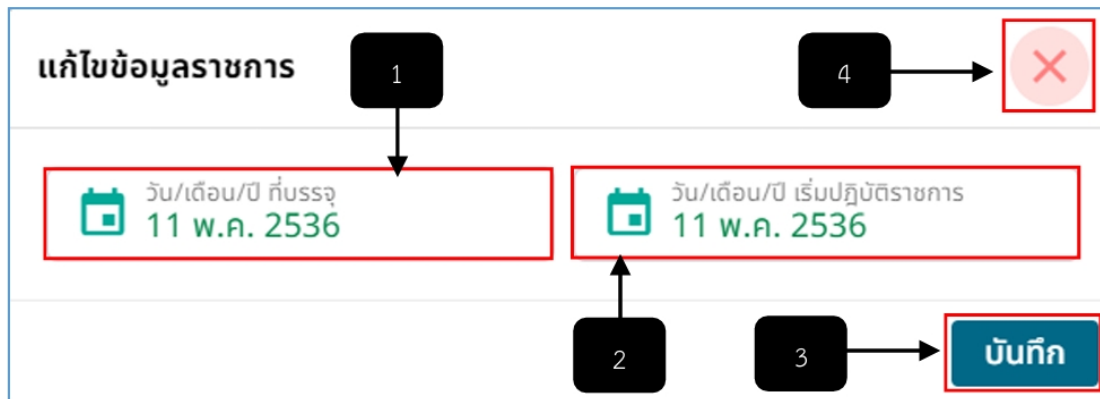 แก้ไขข้อมูลราชการ
1
4
วัน/เดือน/ปี ที่บรรจุ
11 พ.ค. 2536
วัน/เดือน/ปี เริ่มปฏิบัติราชการ
11 พ.ค. 2536
2
3
บันทึก